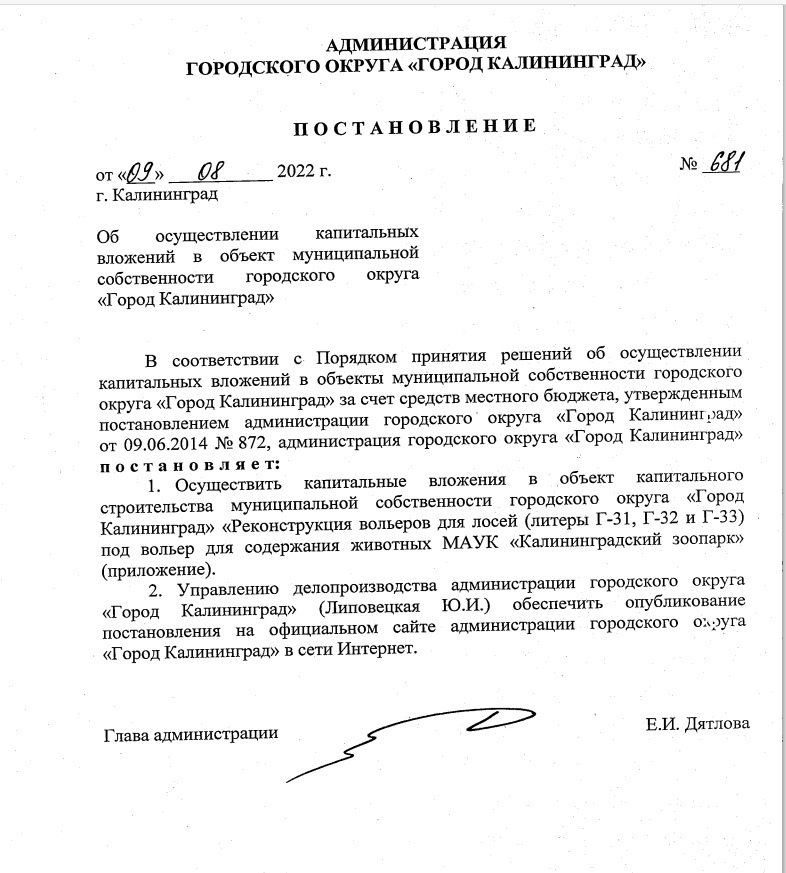 АДМИНИСТРАЦИЯ
ГОРОДСКОГО ОКРУГА «ГОРОД КАЛИНИНГРАД»
П О С Т А Н О В Л Е Н И Е
от «09» 08 2022 г.
№ 681
г. Калининград
Об осуществлении капитальных
вложений в объект муниципальной
собственности городского округа
«Город Калининград»
В соответствии с Порядком принятия решений об осуществлении
капитальных вложений в объекты муниципальной собственности городского
округа «Город Калининград» за счет средств местного бюджета, утвержденным
постановлением администрации городского округа «Город Калининград»
от 09.06.2014 № 872, администрация городского округа «Город Калининград»
п о с т а н о в л я е т:
1. Осуществить капитальные вложения в объект капитального
строительства муниципальной собственности городского округа «Город
Калининград» «Реконструкция вольеров для лосей (литеры Г-31, Г-32 и Г-33)
под вольер для содержания животных МАУК «Калининградский зоопарк»
(приложение).
2. Управлению делопроизводства администрации городского округа
«Город Калининград» (Липовецкая Ю.И.) обеспечить опубликование
постановления на официальном сайте администрации городского округа
«Город Калининград» в сети Интернет.
Глава администрации
Е.И. Дятлова